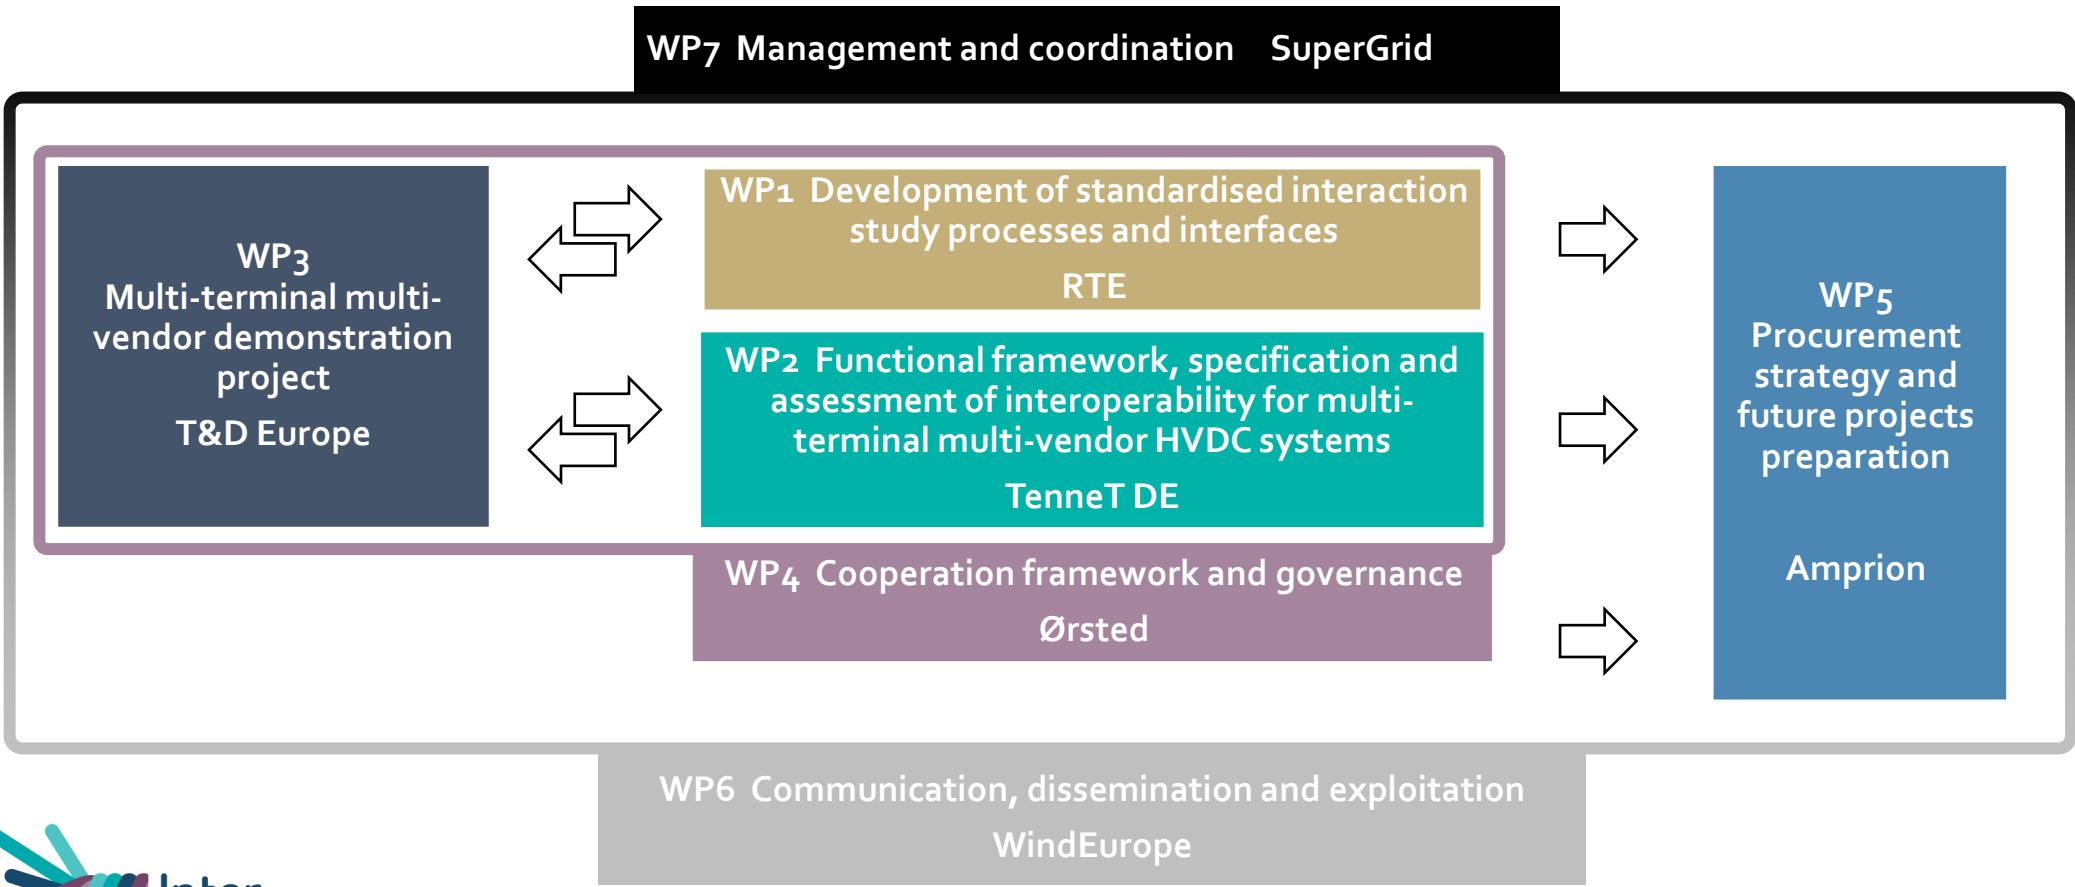 WP7 Management and coordination SuperGrid
WP3
Multi-terminal multi-
vendor demonstration
project
T&D Europe
WP1 Development of standardised interaction
study processes and interfaces
RTE
WP2 Functional framework, specification and
assessment of interoperability for multi-
terminal multi-vendor HVDC systems
TenneT DE
WP4 Cooperation framework and governance
Ørsted
WP5
Procurement
strategy and
future projects
preparation
Amprion
WP6 Communication, dissemination and exploitation
WindEurope
Inter